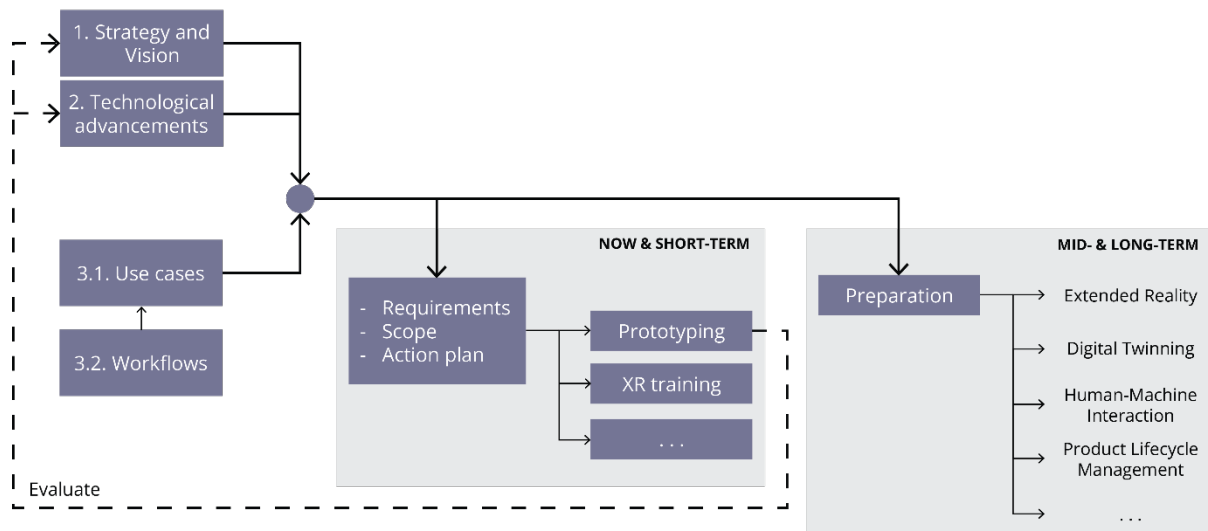 1. Strategy and
Vision
2. Technological
advancements
3.1. Use cases
3.2. Workflows
NOW & SHORT-TERM
- Requirements
- Scope
- Action plan
Prototyping
XR training
. . .
MID- & LONG-TERM
Preparation
Extended Reality
Digital Twinning
Human-Machine
Interaction
Product Lifecycle
Management
. . .
Evaluate